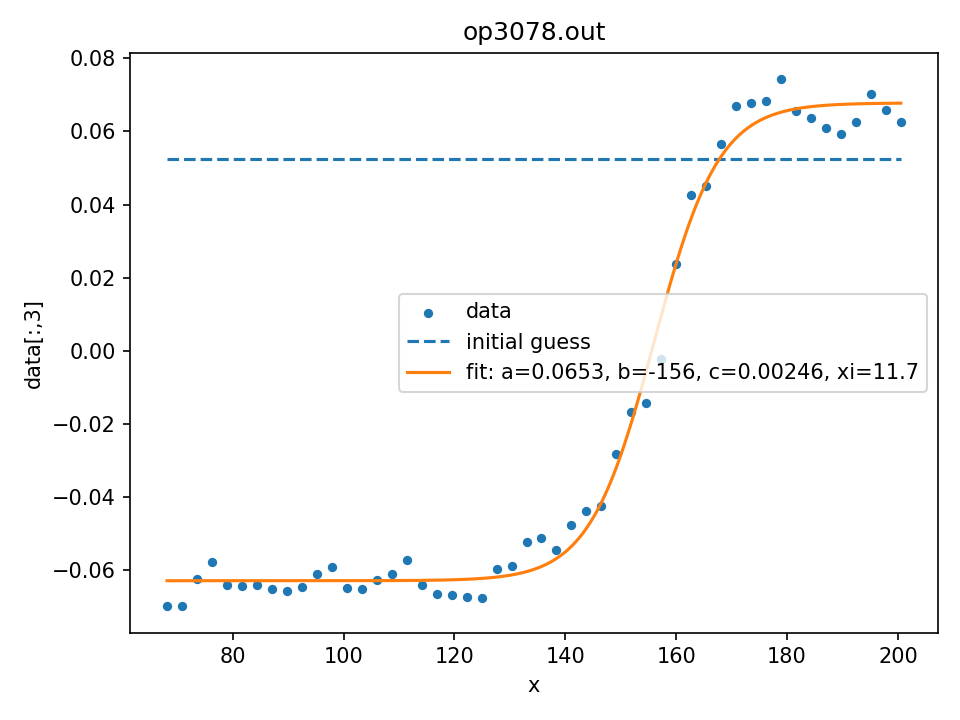 op3078.out
0.08
0.06
0.04
0.02
0.00
−0.02
−0.04
−0.06
data[:,3]
data
initial guess
fit: a=0.0653, b=-156, c=0.00246, xi=11.7
80 100 120 140 160 180 200
x